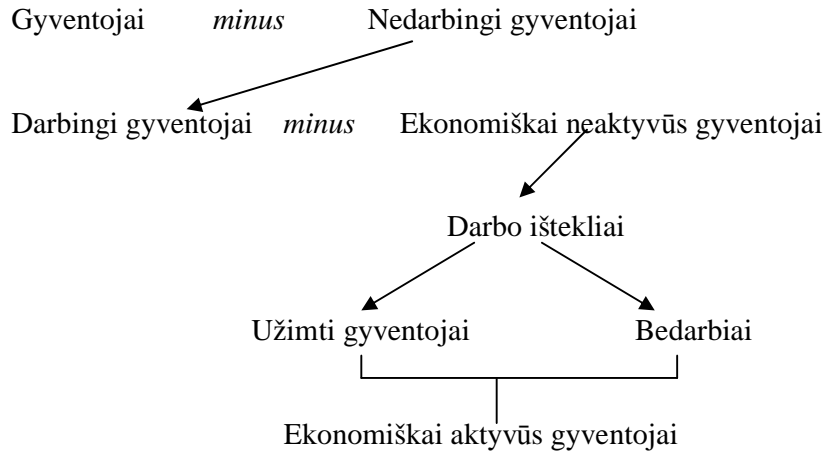 Gyventojai minus Nedarbingi gyventojai
Darbingi gyventojai minus Ekonomiškai neaktyvūs gyventojai
Darbo ištekliai
Užimti gyventojai Bedarbiai
Ekonomiškai aktyvūs gyventojai